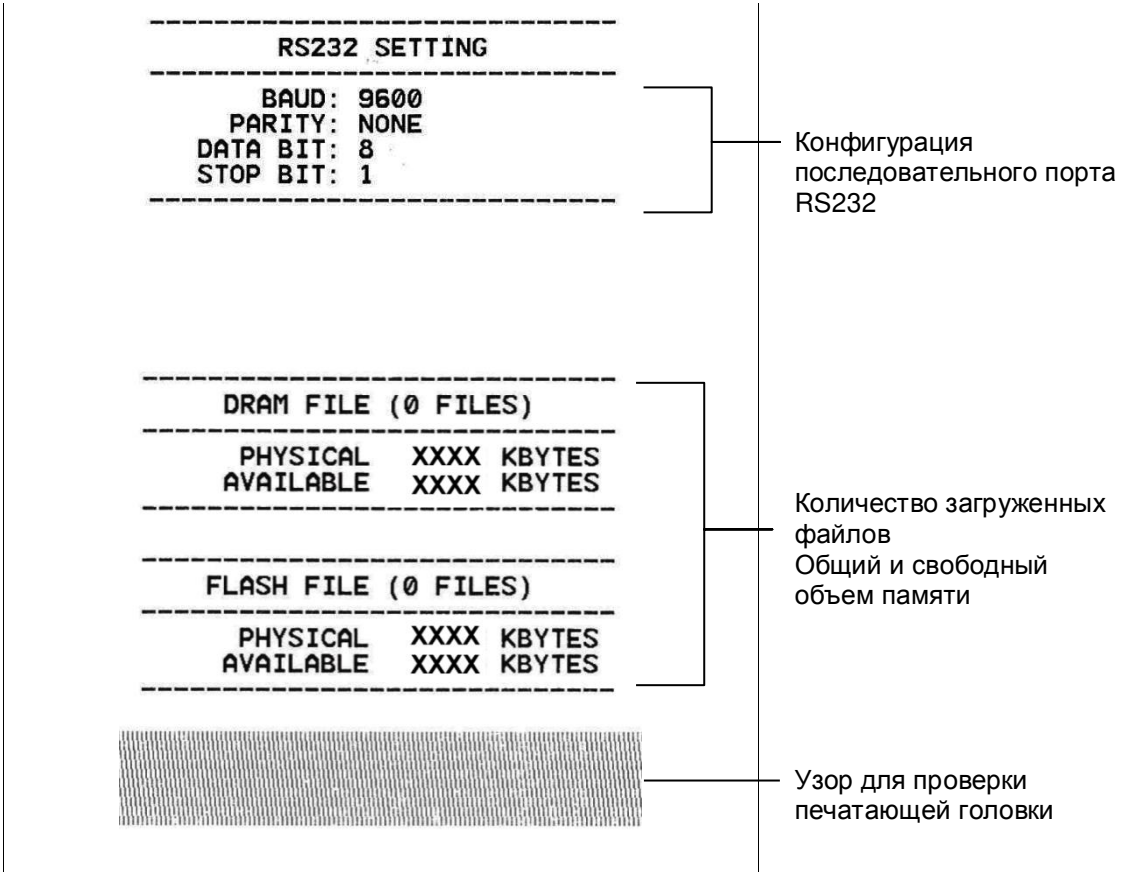 RS232 SETTING
BAUD: 9600
PARITY: NONE
DATA BIT: 8
STOP BIT: 1
Конфигурация
последовательного порта
RS232
DRAM FILE (0 FILES)
PHYSICAL XXXX KBYTES
AVAILABLE XXXX KBYTES
FLASH FILE (0 FILES)
PHYSICAL XXXX KBYTES
AVAILABLE XXXX KBYTES
Количество загруженных
файлов
Общий и свободный
объем памяти
Узор для проверки
печатающей головки